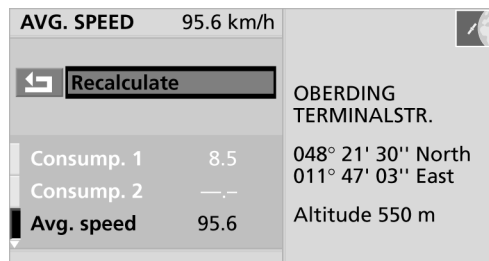 AVG. SPEED 95.6 km/h
Recalculate
Consump. 1 8.5
Consump. 2 —.–
Avg. speed 95.6
OBERDING
TERMINALSTR.
048° 21' 30'' North
011° 47' 03'' East
Altitude 550 m